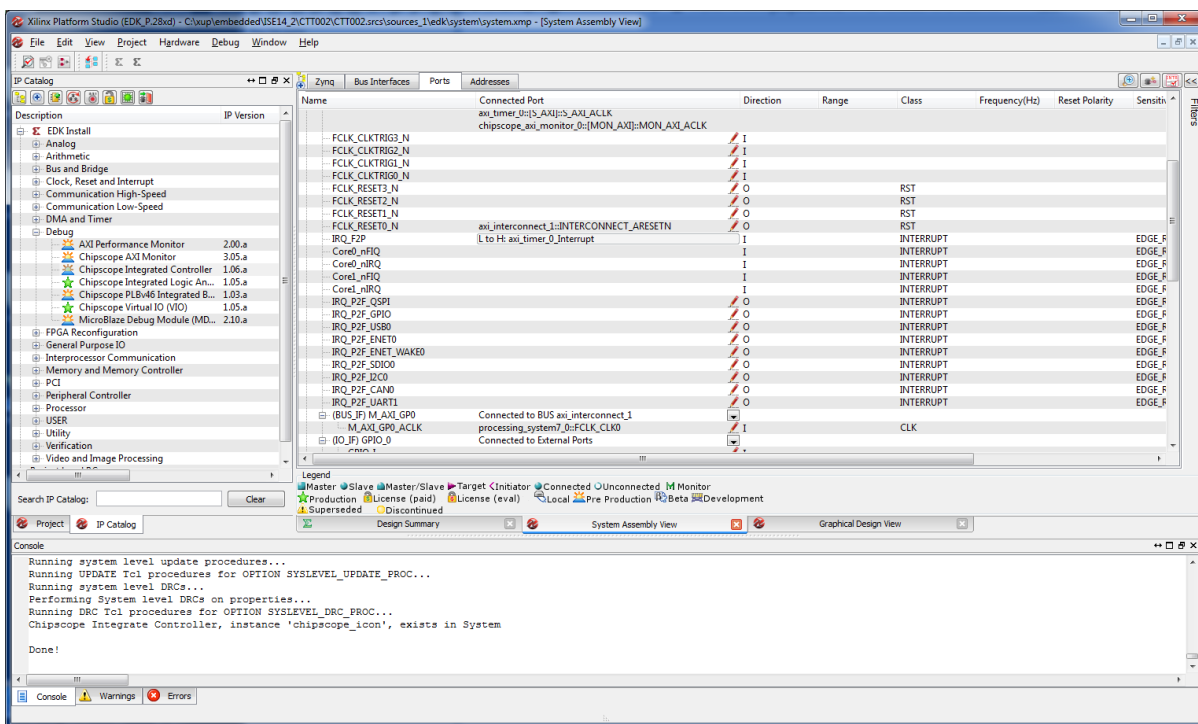 Xilinx Platform Studio (EDK_P.28xd) - C:\xup\embedded\ISE14_2\CTT002\CTT002.srcs\sources_1\edk\system\system.xmp - [System Assembly View]
File Edit View Project Hardware Debug Window Help
IP Catalog
Description IP Version
EDK Install
Analog
Arithmetic
Bus and Bridge
Clock, Reset and Interrupt
Communication High-Speed
Communication Low-Speed
DMA and Timer
Debug
AXI Performance Monitor 2.00.a
Chipscope AXI Monitor 3.05.a
Chipscope Integrated Controller 1.06.a
Chipscope Integrated Logic An... 1.05.a
Chipscope PLBv46 Integrated B... 1.03.a
Chipscope Virtual IO (VIO) 1.05.a
MicroBlaze Debug Module (MD... 2.10.a
FPGA Reconfiguration
General Purpose IO
Interprocessor Communication
Memory and Memory Controller
PCI
Peripheral Controller
Processor
USER
Utility
Verification
Video and Image Processing
Search IP Catalog: Clear
Project IP Catalog
Zynq Bus Interfaces Ports Addresses
<<
Filters
Name Connected Port Direction Range Class Frequency(Hz) Reset Polarity Sensitiv
axi_timer_0::[S_AXI]::S_AXI_ACLK
chipscope_axi_monitor_0::[MON_AXI]::MON_AXI_ACLK
FCLK_CLKTRIG3_N I
FCLK_CLKTRIG2_N I
FCLK_CLKTRIG1_N I
FCLK_CLKTRIG0_N I
FCLK_RESET3_N O RST
FCLK_RESET2_N O RST
FCLK_RESET1_N O RST
FCLK_RESET0_N axi_interconnect_1::INTERCONNECT_ARESETN O RST
IRQ_F2P L to H: axi_timer_0_Interrupt I INTERRUPT EDGE_R
Core0_nFIQ I INTERRUPT EDGE_R
Core0_nIRQ I INTERRUPT EDGE_R
Core1_nFIQ I INTERRUPT EDGE_R
Core1_nIRQ I INTERRUPT EDGE_R
IRQ_P2F_QSPI O INTERRUPT EDGE_R
IRQ_P2F_GPIO O INTERRUPT EDGE_R
IRQ_P2F_USB0 O INTERRUPT EDGE_R
IRQ_P2F_ENET0 O INTERRUPT EDGE_R
IRQ_P2F_ENET_WAKE0 O INTERRUPT EDGE_R
IRQ_P2F_SDIO0 O INTERRUPT EDGE_R
IRQ_P2F_I2C0 O INTERRUPT EDGE_R
IRQ_P2F_CAN0 O INTERRUPT EDGE_R
IRQ_P2F_UART1 O INTERRUPT EDGE_R
(BUS_IF) M_AXI_GP0 Connected to BUS axi_interconnect_1
M_AXI_GP0_ACLK processing_system7_0::FCLK_CLK0 I CLK
(IO_IF) GPIO_0 Connected to External Ports
Legend
Master Slave Master/Slave Target Initiator Connected Unconnected M Monitor
Production License (paid) License (eval) Local Pre Production Beta Development
Superseded Discontinued
Design Summary System Assembly View Graphical Design View
Console
Running system level update procedures...
Running UPDATE Tcl procedures for OPTION SYSLEVEL_UPDATE_PROC...
Running system level DRCs...
Performing System level DRCs on properties...
Running DRC Tcl procedures for OPTION SYSLEVEL_DRC_PROC...
Chipscope Integrate Controller, instance 'chipscope_icon', exists in System
Done!
Console Warnings Errors